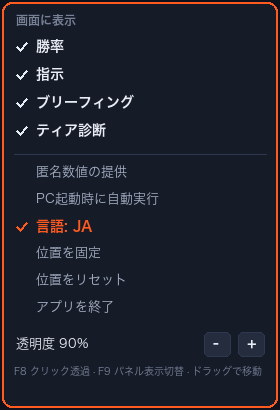 画面に表示
勝率
指示
ブリーフィング
ティア診断
匿名数値の提供
PC起動時に自動実行
言語: JA
位置を固定
位置をリセット
アプリを終了
透明度 90% - +
F8 クリック透過 · F9 パネル表示切替 · ドラッグで移動